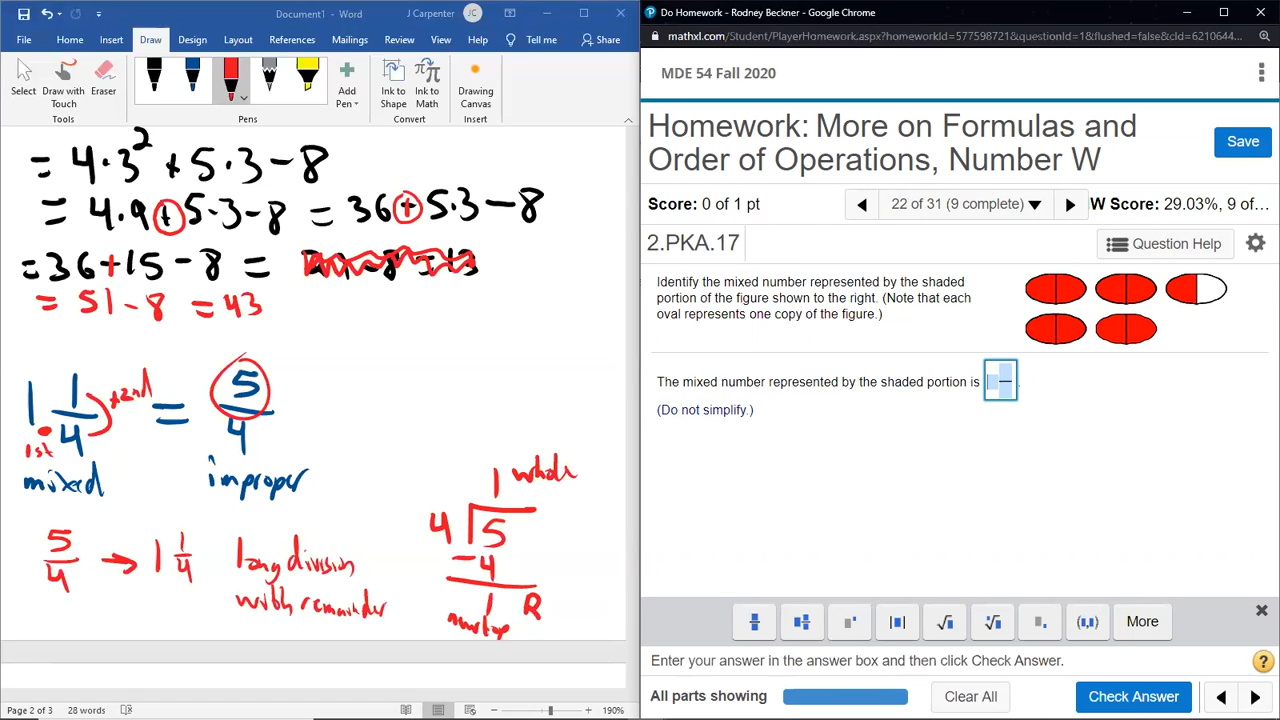 Document1 - Word
J Carpenter
JC
File Home Insert Draw Design Layout References Mailings Review View Help Tell me Share
Select
Draw with Touch
Eraser
Add Pen
Ink to Shape
Ink to Math
Drawing Canvas
Tools
Pens
Convert
Insert
= 4·3² + 5·3 - 8
= 4·9 + 5·3 - 8 = 36 + 5·3 - 8
= 36 + 15 - 8 =
= 51 - 8 = 43
1 1/4 = 5/4
1st
+2nd
mixed
improper
5/4 → 1 1/4
long division
with remainder
1 whole
4 5
- 4
1 R
Page 2 of 3
28 words
190%
Do Homework - Rodney Beckner - Google Chrome
mathxl.com/Student/PlayerHomework.aspx?homeworkId=577598721&questionId=18&flushed=false&cId=6210644...
MDE 54 Fall 2020
Homework: More on Formulas and
Order of Operations, Number W
Save
Score: 0 of 1 pt
22 of 31 (9 complete)
W Score: 29.03%, 9 of...
2.PKA.17
Question Help
Identify the mixed number represented by the shaded
portion of the figure shown to the right. (Note that each
oval represents one copy of the figure.)
The mixed number represented by the shaded portion is
(Do not simplify.)
More
Enter your answer in the answer box and then click Check Answer.
All parts showing
Clear All
Check Answer